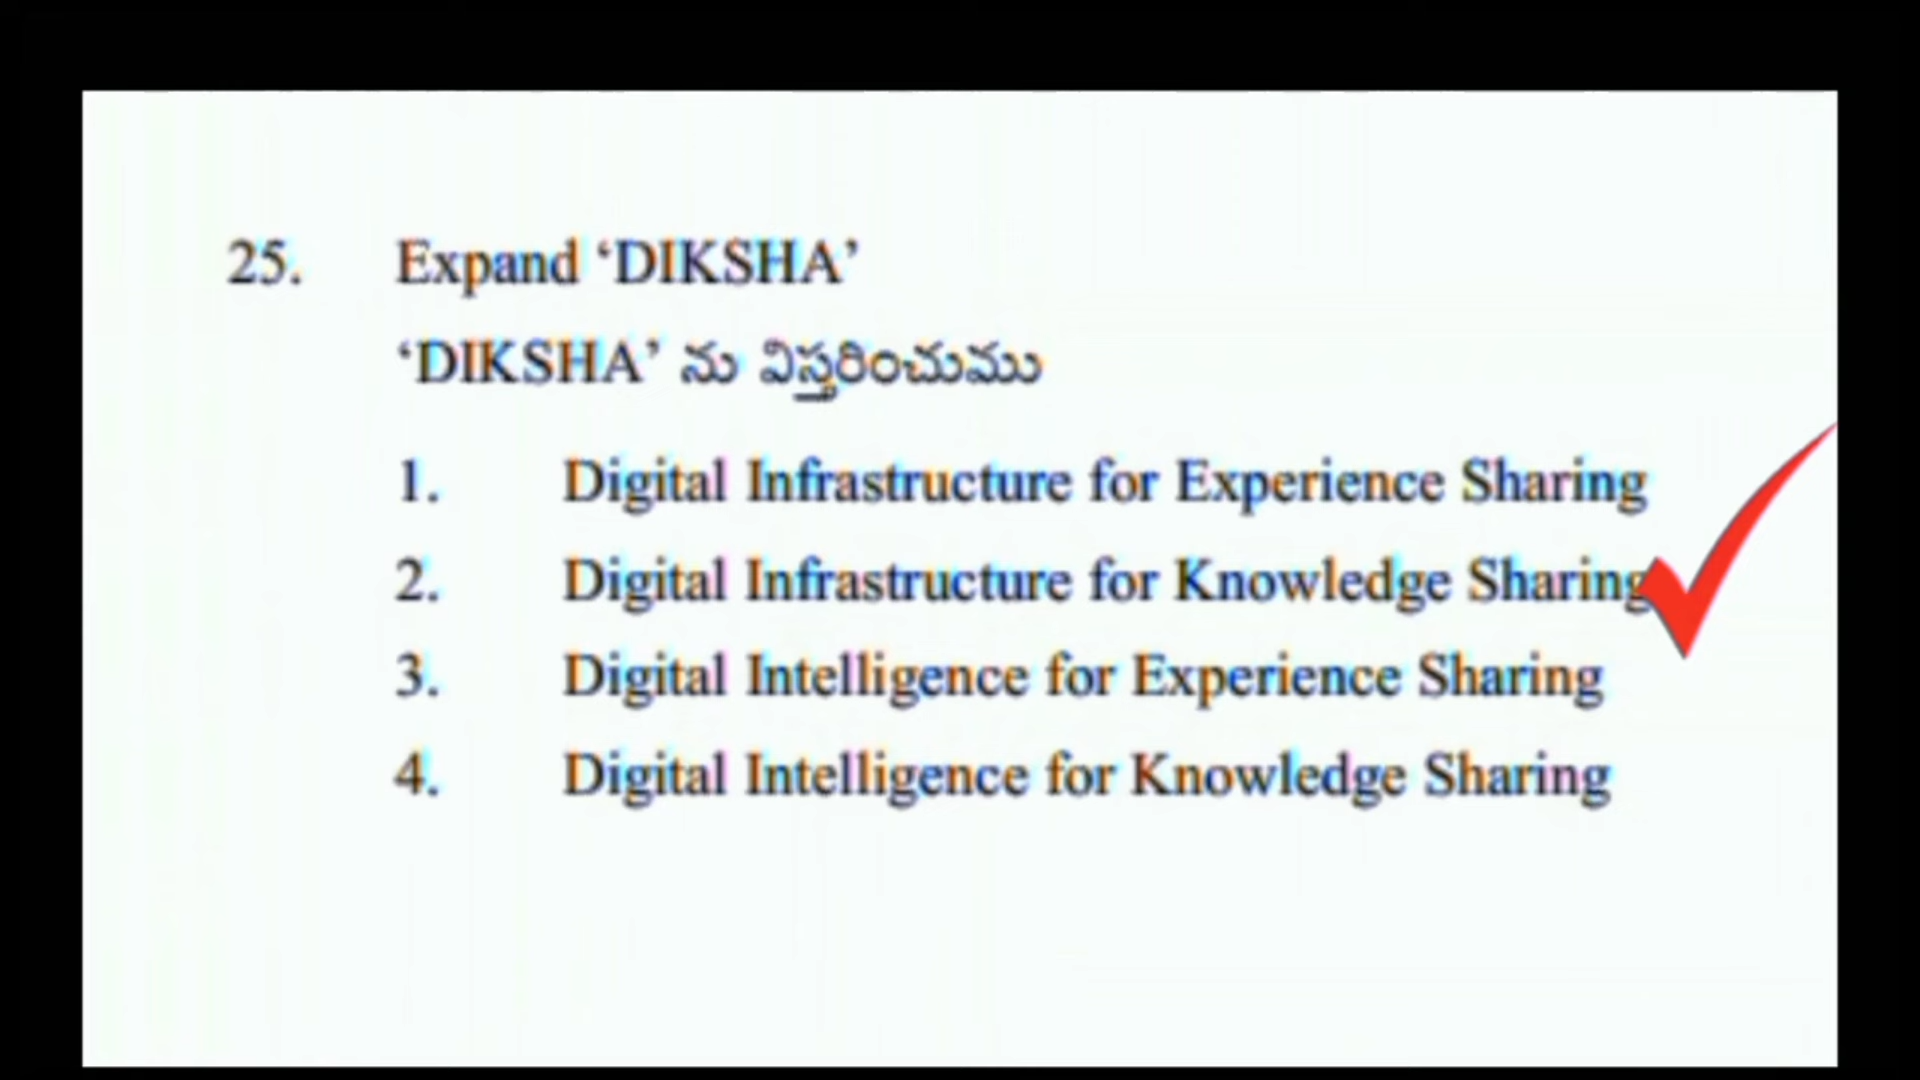 25. Expand ‘DIKSHA’
‘DIKSHA’ ను విస్తరించుము
1. Digital Infrastructure for Experience Sharing
2. Digital Infrastructure for Knowledge Sharing
3. Digital Intelligence for Experience Sharing
4. Digital Intelligence for Knowledge Sharing